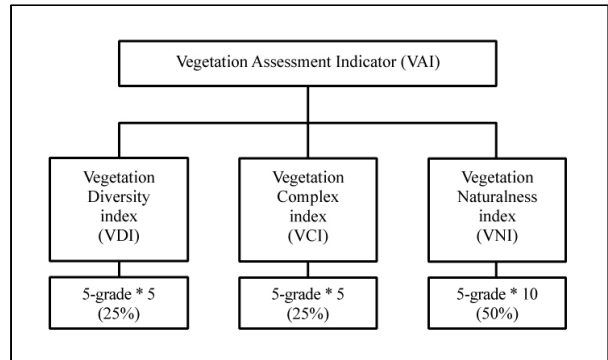 Vegetation Assessment Indicator (VAI)
Vegetation
Diversity
index
(VDI)
Vegetation
Complex
index
(VCI)
Vegetation
Naturalness
index
(VNI)
5-grade * 5
(25%)
5-grade * 5
(25%)
5-grade * 10
(50%)